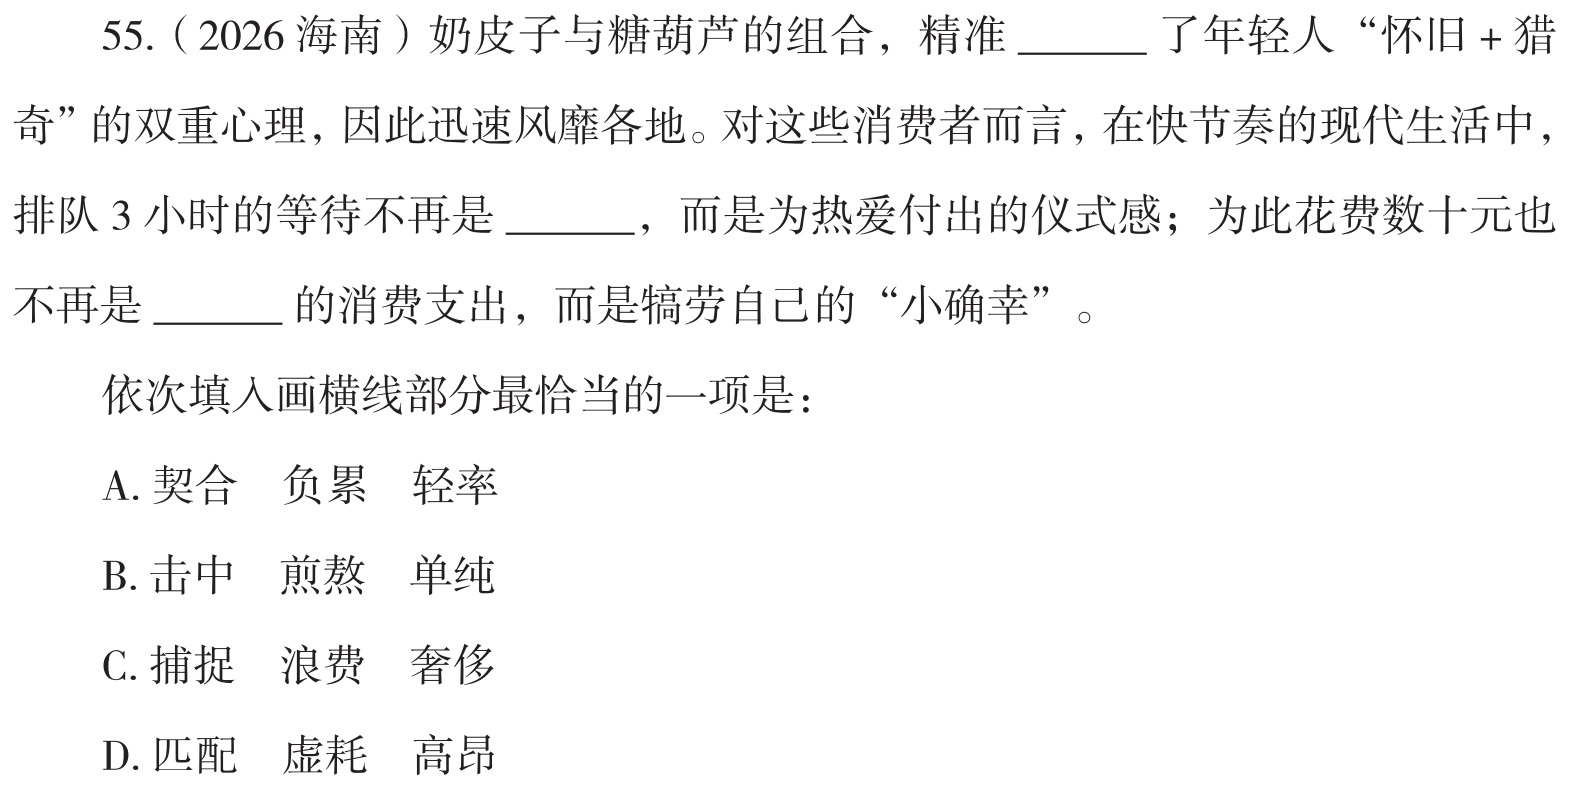 55.（2026 海南）奶皮子与糖葫芦的组合，精准 ______ 了年轻人“怀旧 + 猎
奇”的双重心理，因此迅速风靡各地。对这些消费者而言，在快节奏的现代生活中，
排队 3 小时的等待不再是 ______，而是为热爱付出的仪式感；为此花费数十元也
不再是 ______ 的消费支出，而是犒劳自己的“小确幸”。
依次填入画横线部分最恰当的一项是：
A. 契合　负累　轻率
B. 击中　煎熬　单纯
C. 捕捉　浪费　奢侈
D. 匹配　虚耗　高昂